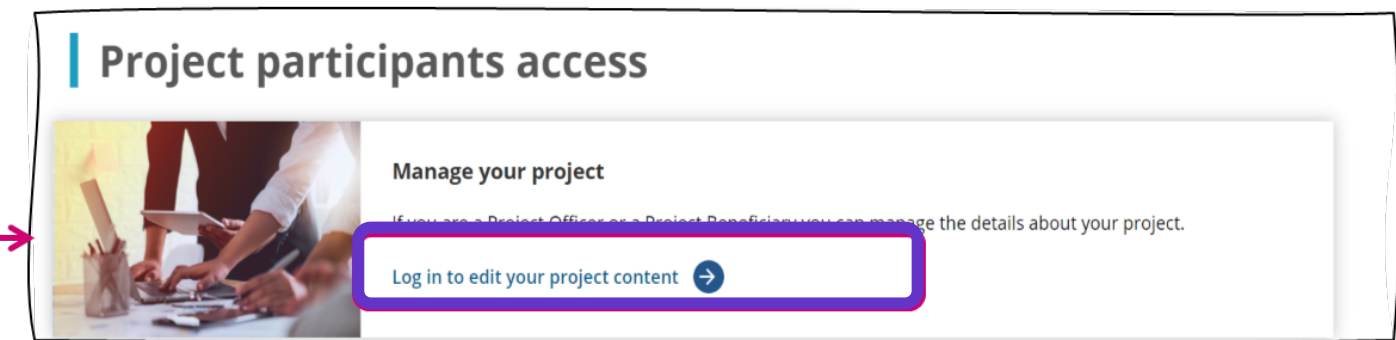 Project participants access
Manage your project
If you are a Project Officer or a Project Beneficiary you can manage the details about your project.
Log in to edit your project content